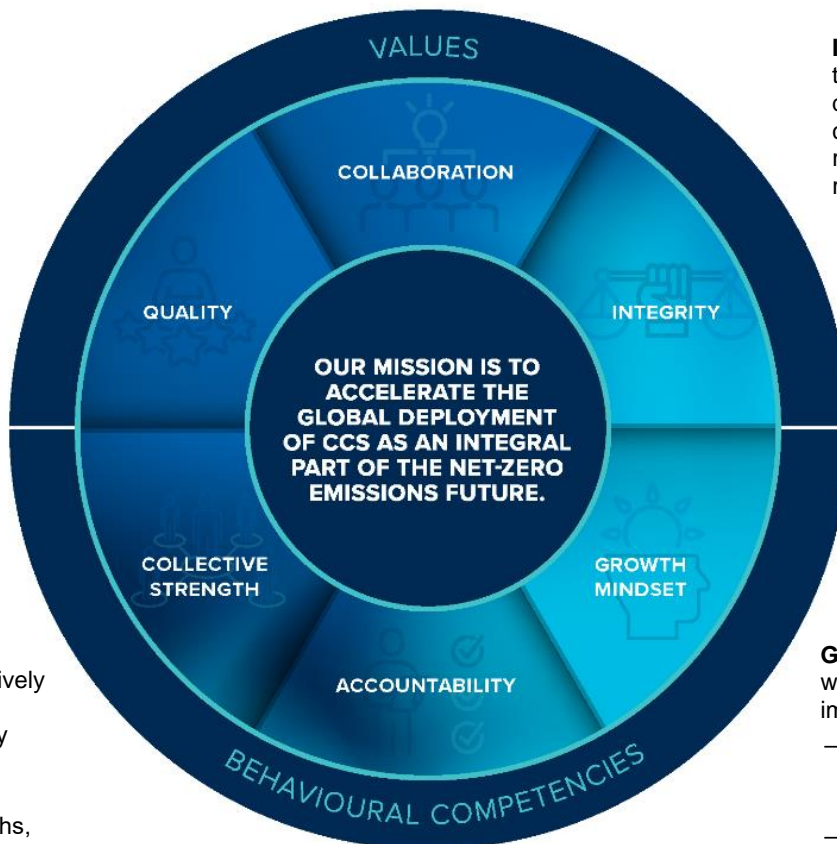 VALUES
COLLABORATION
QUALITY
INTEGRITY
OUR MISSION IS TO
ACCELERATE THE
GLOBAL DEPLOYMENT
OF CCS AS AN INTEGRAL
PART OF THE NET-ZERO
EMISSIONS FUTURE.
COLLECTIVE
STRENGTH
GROWTH
MINDSET
ACCOUNTABILITY
BEHAVIOURAL COMPETENCIES